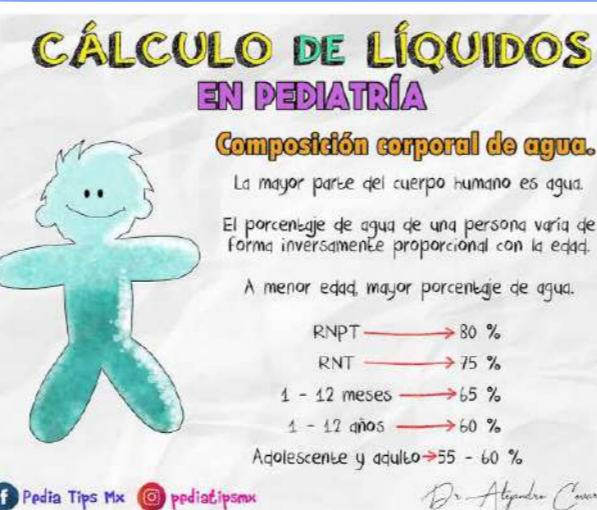 CÁLCULO DE LÍQUIDOS
EN PEDIATRÍA
Composición corporal de agua.
La mayor parte del cuerpo humano es agua.
El porcentaje de agua de una persona varía de
forma inversamente proporcional con la edad.
A menor edad, mayor porcentaje de agua.
RNPT → 80 %
RNT → 75 %
1 - 12 meses → 65 %
1 - 12 años → 60 %
Adolescente y adulto → 55 - 60 %
Pedia Tips Mx pediatipsmx
Dr. Alejandro